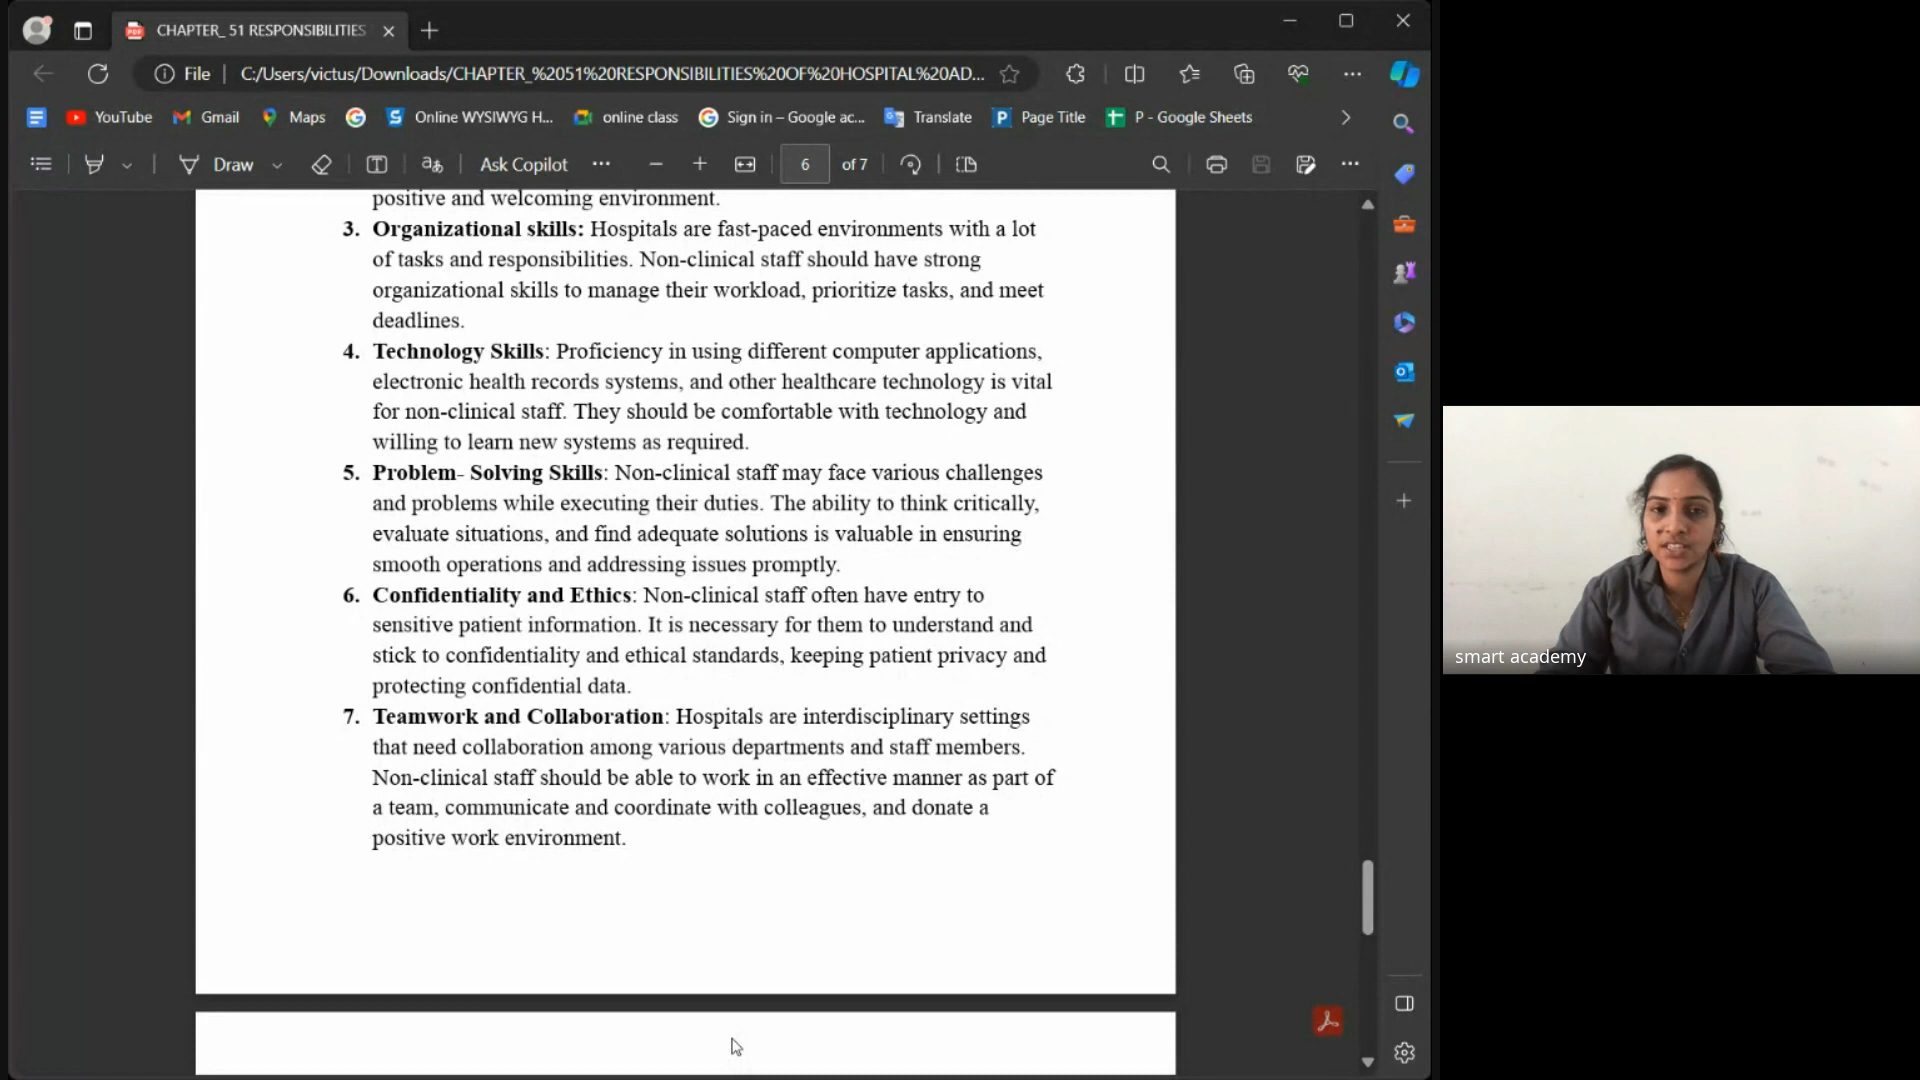 CHAPTER_ 51 RESPONSIBILITIES
File
C:/Users/victus/Downloads/CHAPTER_%2051%20RESPONSIBILITIES%20OF%20HOSPITAL%20AD...
YouTube Gmail Maps Online WYSIWYG H... online class Sign in – Google ac... Translate Page Title P - Google Sheets
Draw Ask Copilot 6 of 7
positive and welcoming environment.
3. Organizational skills: Hospitals are fast-paced environments with a lot
of tasks and responsibilities. Non-clinical staff should have strong
organizational skills to manage their workload, prioritize tasks, and meet
deadlines.
4. Technology Skills: Proficiency in using different computer applications,
electronic health records systems, and other healthcare technology is vital
for non-clinical staff. They should be comfortable with technology and
willing to learn new systems as required.
5. Problem- Solving Skills: Non-clinical staff may face various challenges
and problems while executing their duties. The ability to think critically,
evaluate situations, and find adequate solutions is valuable in ensuring
smooth operations and addressing issues promptly.
6. Confidentiality and Ethics: Non-clinical staff often have entry to
sensitive patient information. It is necessary for them to understand and
stick to confidentiality and ethical standards, keeping patient privacy and
protecting confidential data.
7. Teamwork and Collaboration: Hospitals are interdisciplinary settings
that need collaboration among various departments and staff members.
Non-clinical staff should be able to work in an effective manner as part of
a team, communicate and coordinate with colleagues, and donate a
positive work environment.
smart academy